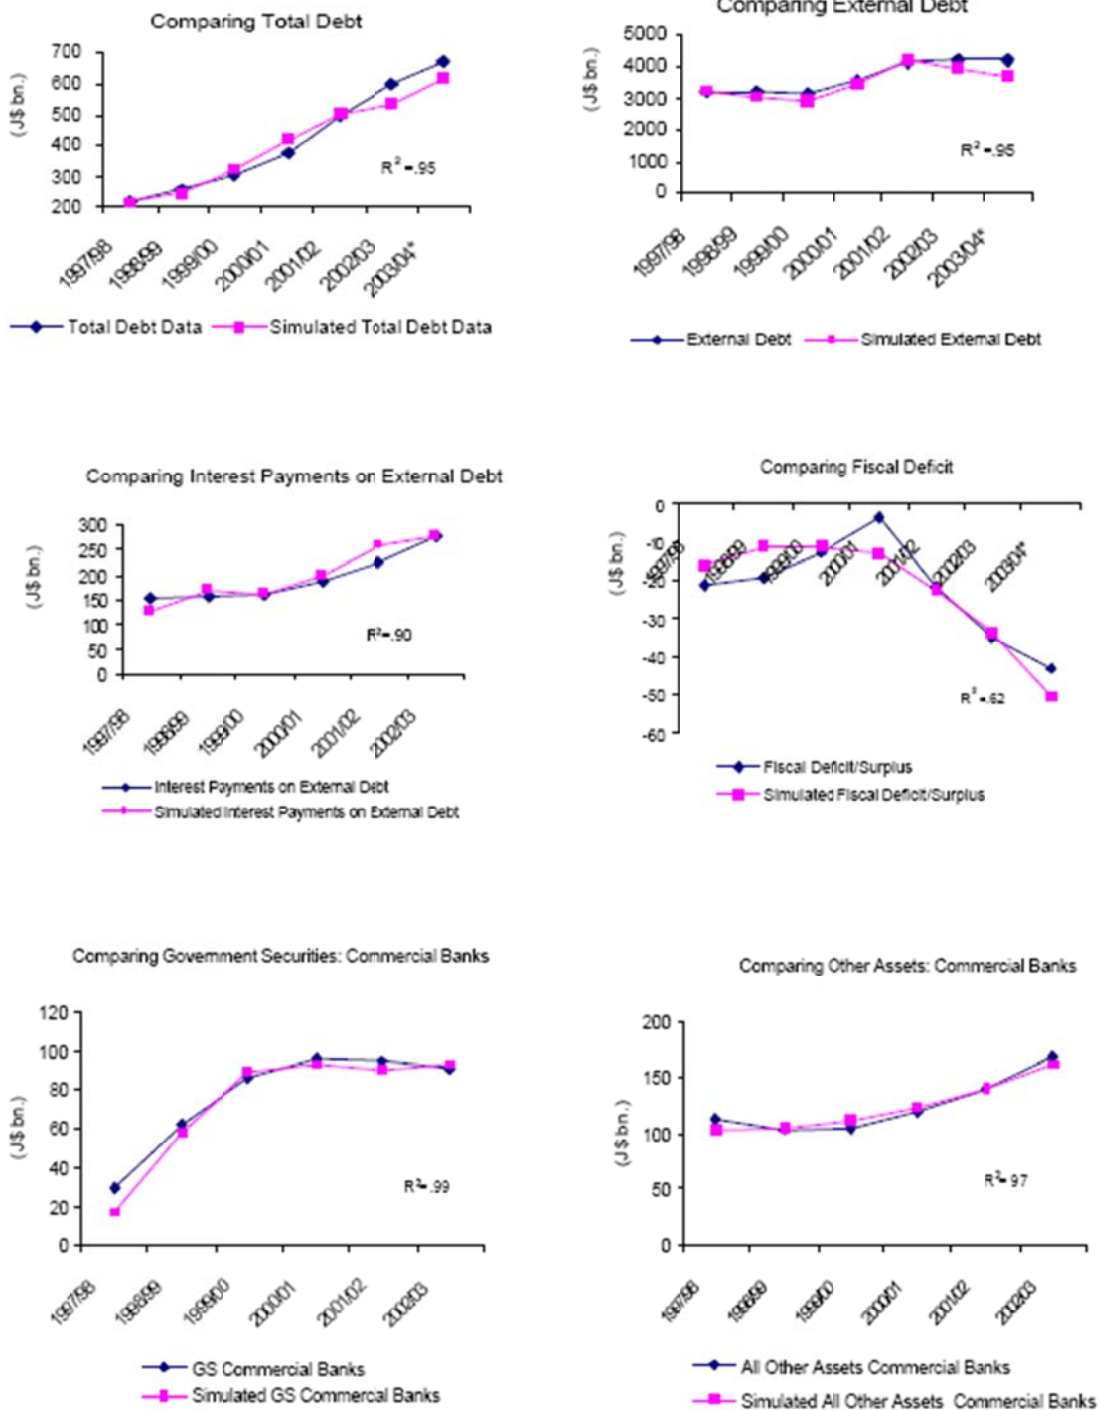 Comparing Total Debt
(J$ bn.)
700
600
500
400
300
200
R² =.95
1997/98
1998/99
1999/00
2000/01
2001/02
2002/03
2003/04*
Total Debt Data
Simulated Total Debt Data
Comparing External Debt
(J$ bn.)
5000
4000
3000
2000
1000
0
R² =.95
1997/98
1998/99
1999/00
2000/01
2001/02
2002/03
2003/04*
External Debt
Simulated External Debt
Comparing Interest Payments on External Debt
(J$ bn.)
300
250
200
150
100
50
0
R²=.90
1997/98
1998/99
1999/00
2000/01
2001/02
2002/03
Interest Payments on External Debt
Simulated Interest Payments on External Debt
Comparing Fiscal Deficit
(J$ bn.)
0
-10
-20
-30
-40
-50
-60
1997/98
1998/99
1999/00
2000/01
2001/02
2002/03
2003/04*
R² =.62
Fiscal Deficit/Surplus
Simulated Fiscal Deficit/Surplus
Comparing Government Securities: Commercial Banks
(J$ bn.)
120
100
80
60
40
20
0
R²= .99
1997/98
1998/99
1999/00
2000/01
2001/02
2002/03
GS Commercial Banks
Simulated GS Commercal Banks
Comparing Other Assets: Commercial Banks
(J$ bn.)
200
150
100
50
0
R²= 97
1997/98
1998/99
1999/00
2000/01
2001/02
2002/03
All Other Assets Commercial Banks
Simulated All Other Assets Commercial Banks